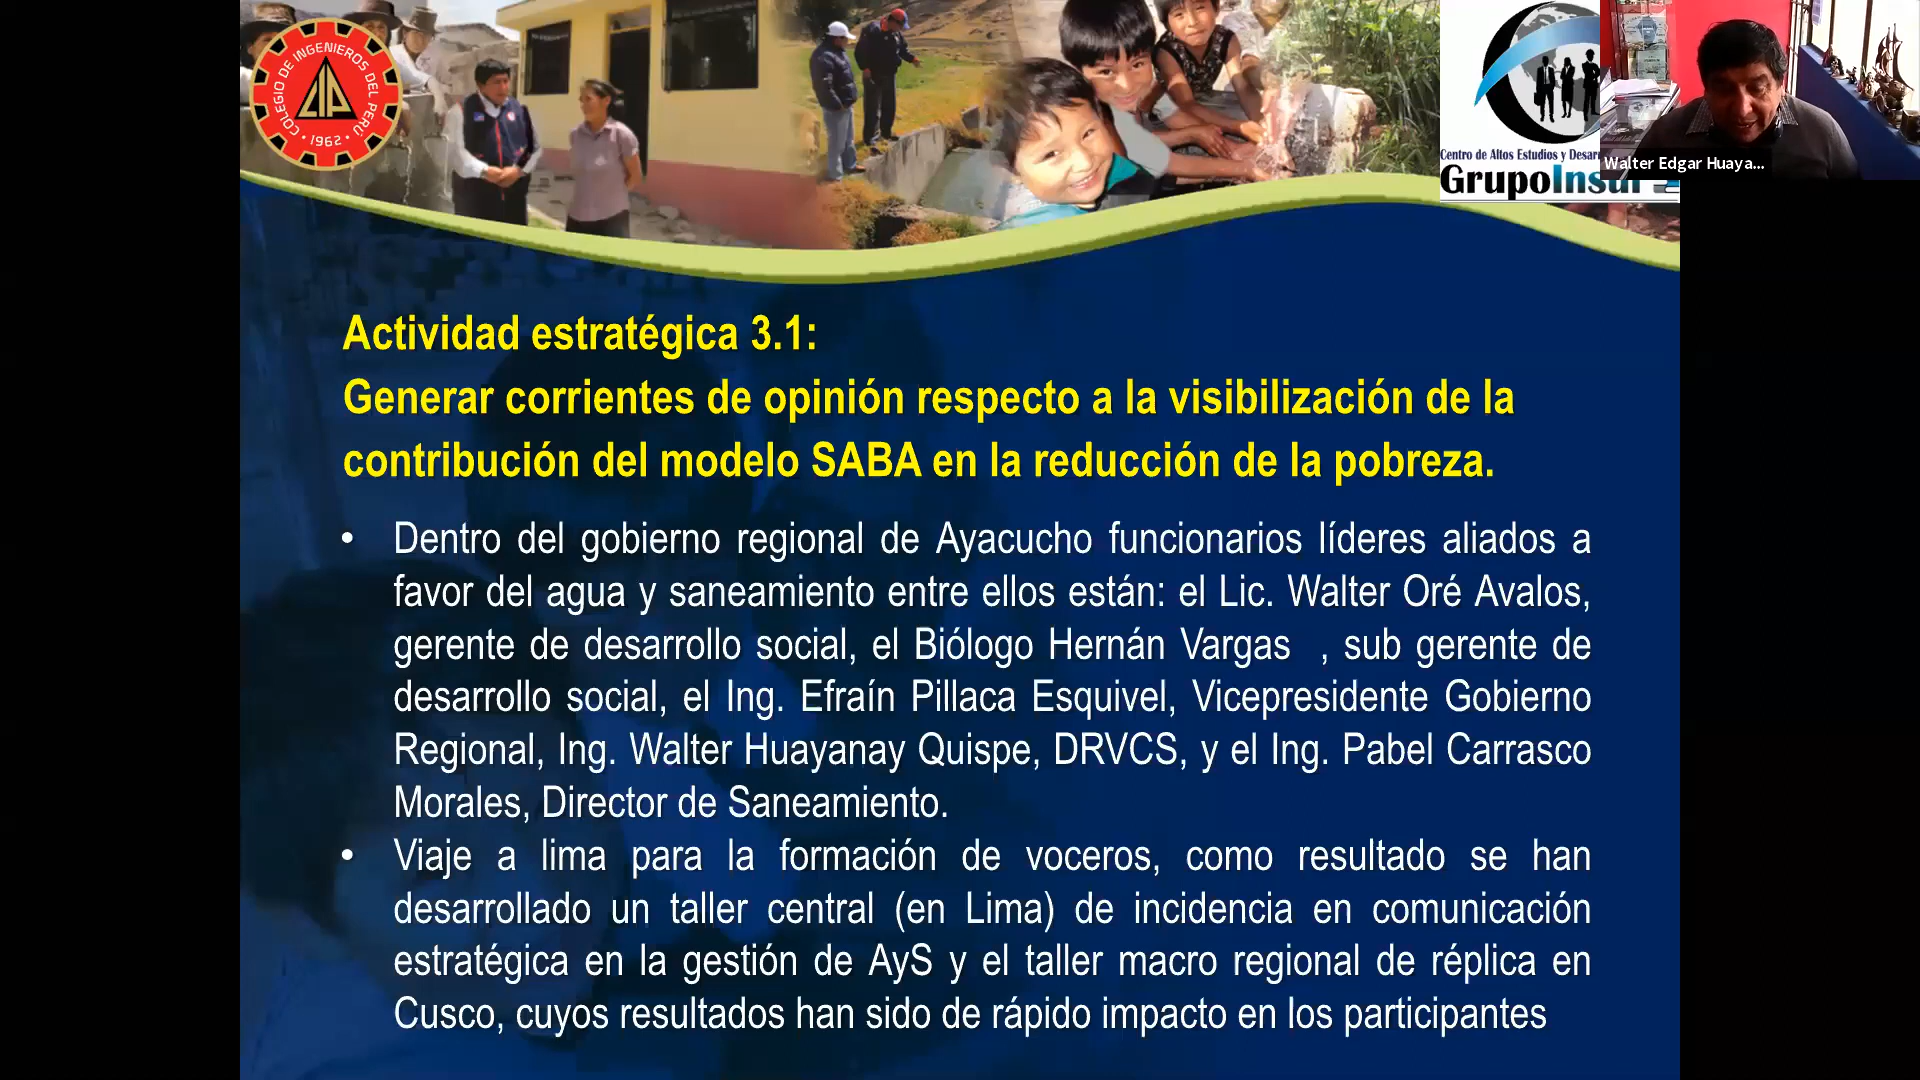 COLEGIO DE INGENIEROS DEL PERÚ
CIP
• 1962 •
Centro de Altos Estudios y Desar
GrupoInsur
Walter Edgar Huaya...
Actividad estratégica 3.1:
Generar corrientes de opinión respecto a la visibilización de la
contribución del modelo SABA en la reducción de la pobreza.
• Dentro del gobierno regional de Ayacucho funcionarios líderes aliados a
favor del agua y saneamiento entre ellos están: el Lic. Walter Oré Avalos,
gerente de desarrollo social, el Biólogo Hernán Vargas , sub gerente de
desarrollo social, el Ing. Efraín Pillaca Esquivel, Vicepresidente Gobierno
Regional, Ing. Walter Huayanay Quispe, DRVCS, y el Ing. Pabel Carrasco
Morales, Director de Saneamiento.
• Viaje a lima para la formación de voceros, como resultado se han
desarrollado un taller central (en Lima) de incidencia en comunicación
estratégica en la gestión de AyS y el taller macro regional de réplica en
Cusco, cuyos resultados han sido de rápido impacto en los participantes